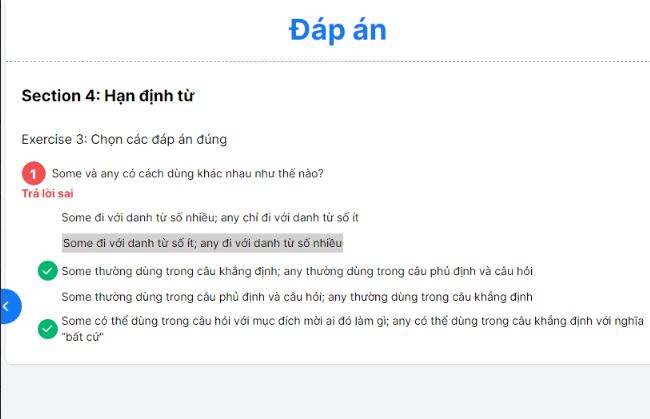 Đáp án
Section 4: Hạn định từ
Exercise 3: Chọn các đáp án đúng
1 Some và any có cách dùng khác nhau như thế nào?
Trả lời sai
Some đi với danh từ số nhiều; any chỉ đi với danh từ số ít
Some đi với danh từ số ít; any đi với danh từ số nhiều
Some thường dùng trong câu khẳng định; any thường dùng trong câu phủ định và câu hỏi
Some thường dùng trong câu phủ định và câu hỏi; any thường dùng trong câu khẳng định
Some có thể dùng trong câu hỏi với mục đích mời ai đó làm gì; any có thể dùng trong câu khẳng định với nghĩa
“bất cứ”